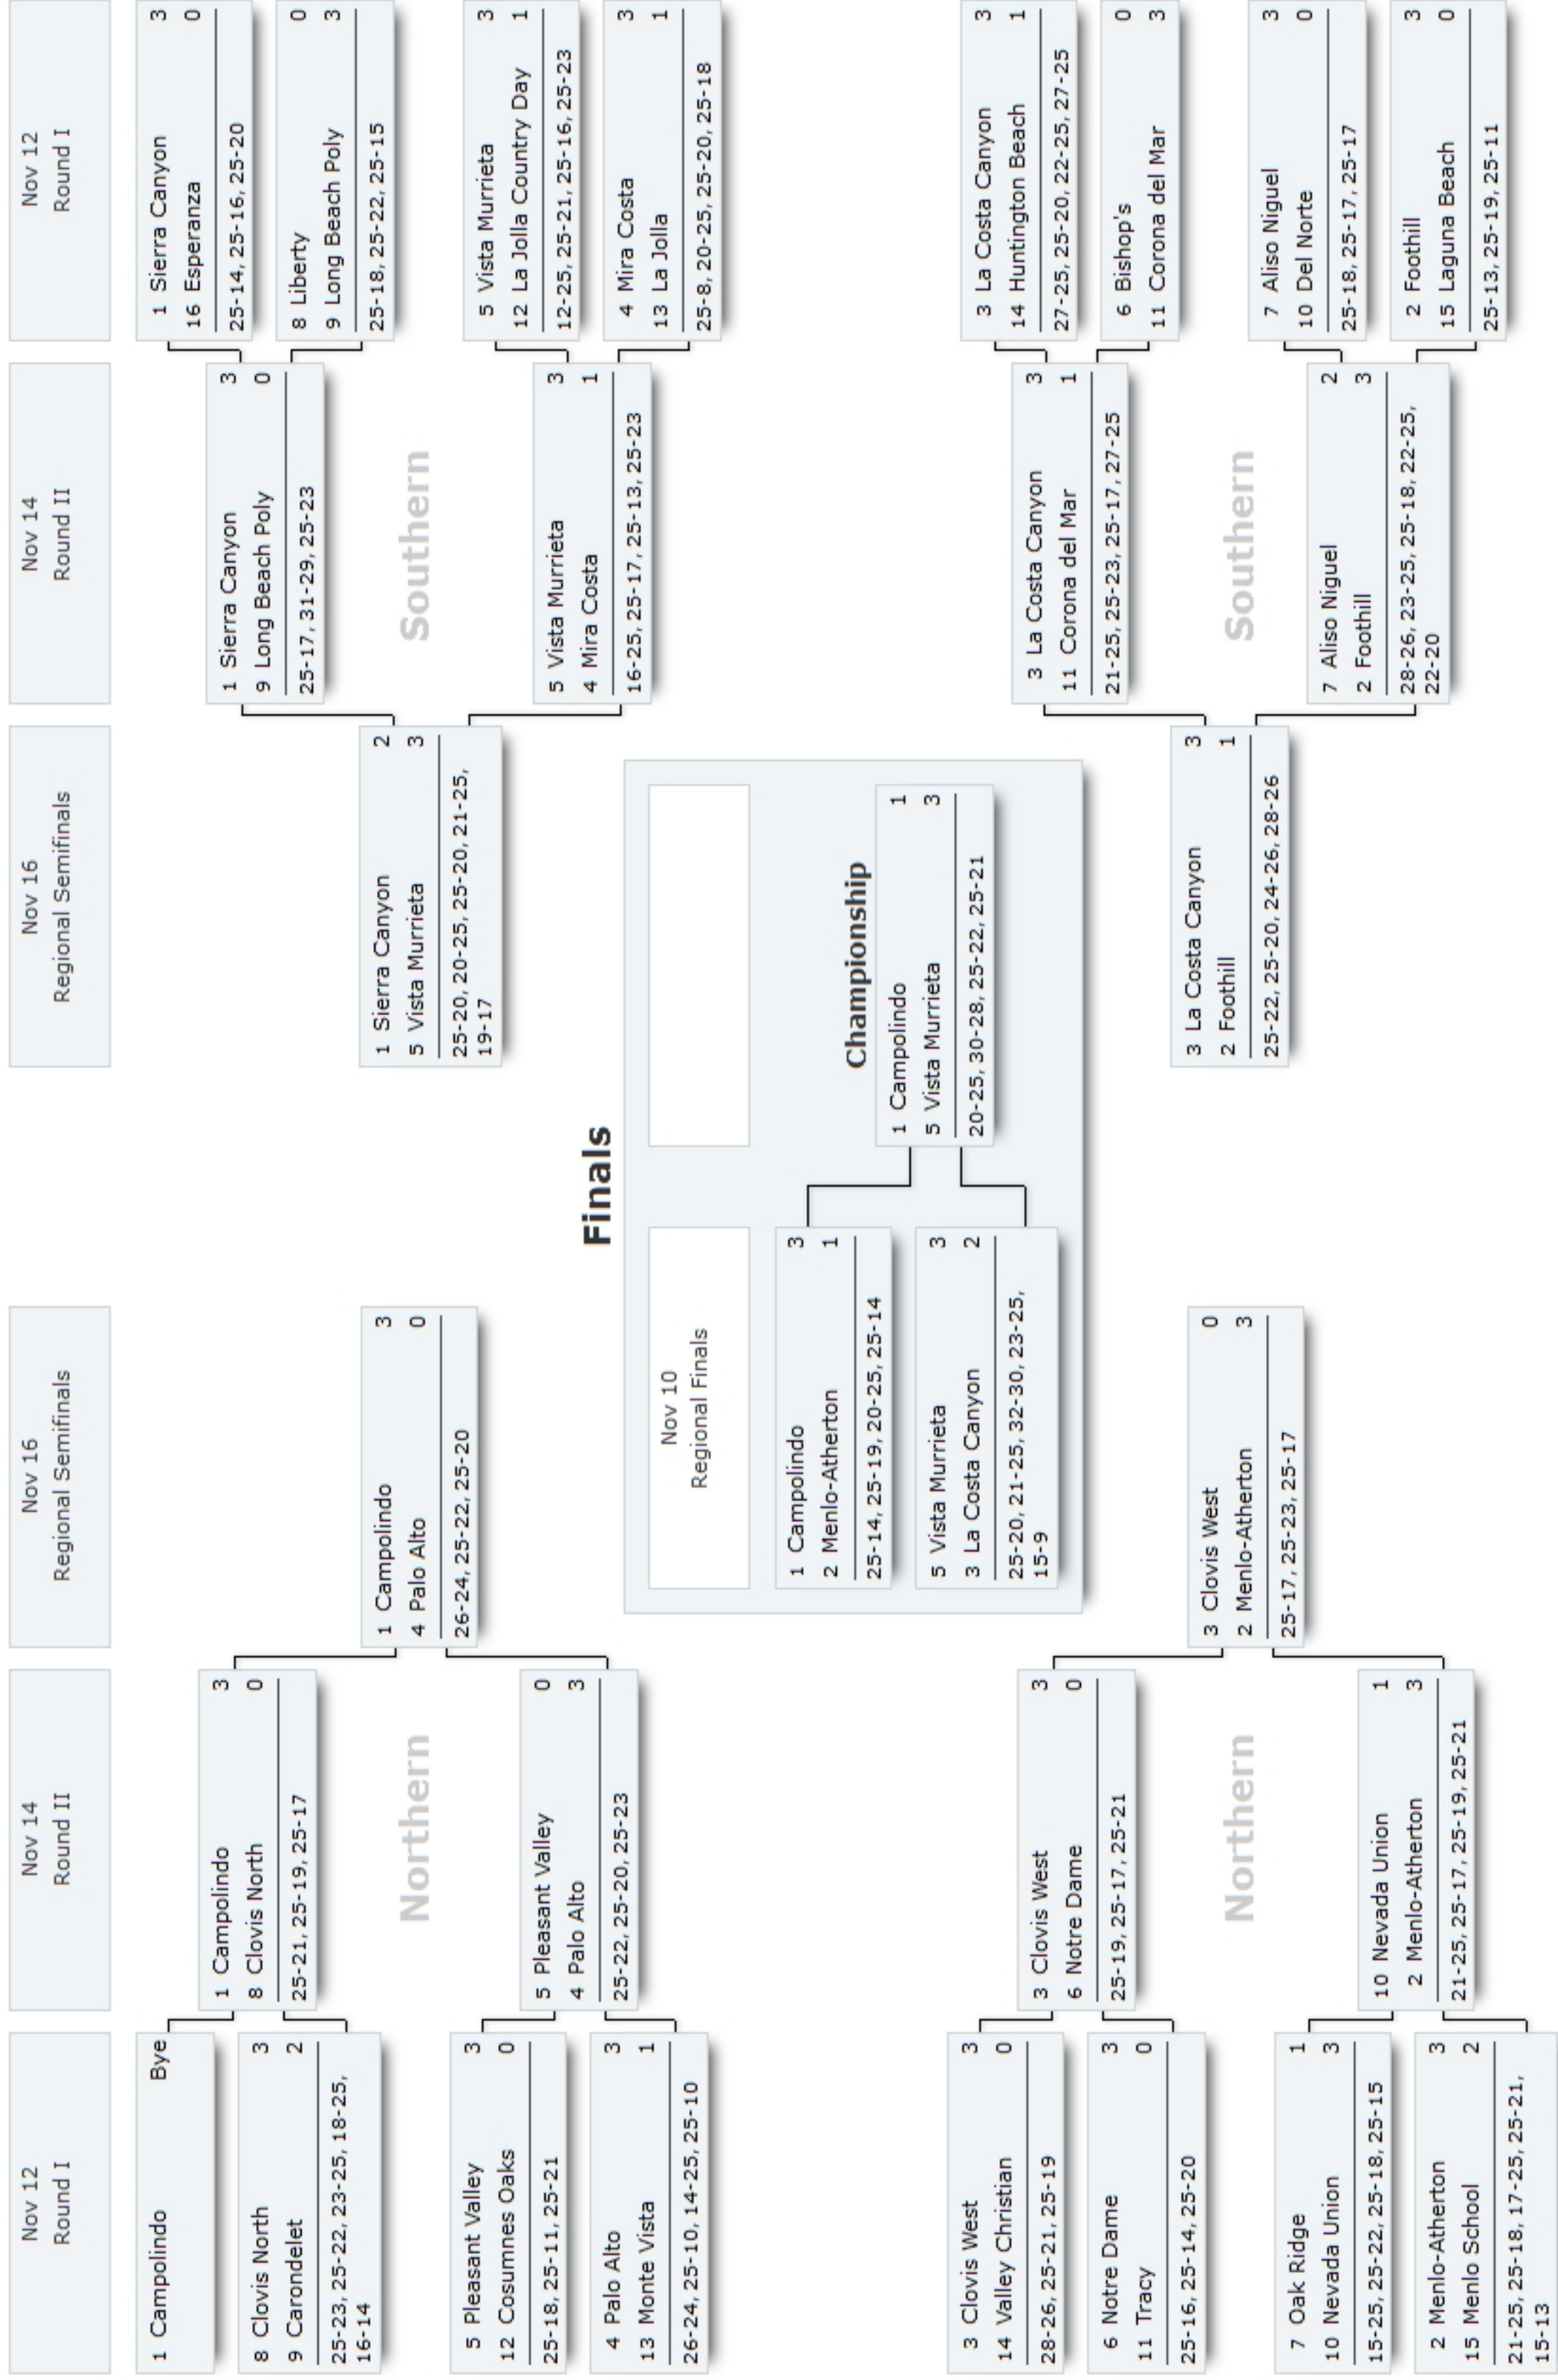 Nov 12
Round I
Nov 14
Round II
Nov 16
Regional Semifinals
Nov 16
Regional Semifinals
Nov 14
Round II
Nov 12
Round I
1 Campolindo Bye
8 Clovis North 3
9 Carondelet 2
25-23, 25-22, 23-25, 18-25,
16-14
5 Pleasant Valley 3
12 Cosumnes Oaks 0
25-18, 25-11, 25-21
4 Palo Alto 3
13 Monte Vista 1
26-24, 25-10, 14-25, 25-10
3 Clovis West 3
14 Valley Christian 0
28-26, 25-21, 25-19
6 Notre Dame 3
11 Tracy 0
25-16, 25-14, 25-20
7 Oak Ridge 1
10 Nevada Union 3
15-25, 25-22, 25-18, 25-15
2 Menlo-Atherton 3
15 Menlo School 2
21-25, 25-18, 17-25, 25-21,
15-13
1 Campolindo 3
8 Clovis North 0
25-21, 25-19, 25-17
Northern
5 Pleasant Valley 0
4 Palo Alto 3
25-22, 25-20, 25-23
3 Clovis West 3
6 Notre Dame 0
25-19, 25-17, 25-21
Northern
10 Nevada Union 1
2 Menlo-Atherton 3
21-25, 25-17, 25-19, 25-21
1 Campolindo 3
4 Palo Alto 0
26-24, 25-22, 25-20
3 Clovis West 0
2 Menlo-Atherton 3
25-17, 25-23, 25-17
Finals
Nov 10
Regional Finals
1 Campolindo 3
2 Menlo-Atherton 1
25-14, 25-19, 20-25, 25-14
5 Vista Murrieta 3
3 La Costa Canyon 2
25-20, 21-25, 32-30, 23-25,
15-9
Championship
1 Campolindo 1
5 Vista Murrieta 3
20-25, 30-28, 25-22, 25-21
1 Sierra Canyon 2
5 Vista Murrieta 3
25-20, 20-25, 25-20, 21-25,
19-17
3 La Costa Canyon 3
2 Foothill 1
25-22, 25-20, 24-26, 28-26
1 Sierra Canyon 3
9 Long Beach Poly 0
25-17, 31-29, 25-23
Southern
5 Vista Murrieta 3
4 Mira Costa 1
16-25, 25-17, 25-13, 25-23
3 La Costa Canyon 3
11 Corona del Mar 1
21-25, 25-23, 25-17, 27-25
Southern
7 Aliso Niguel 2
2 Foothill 3
28-26, 23-25, 25-18, 22-25,
22-20
1 Sierra Canyon 3
16 Esperanza 0
25-14, 25-16, 25-20
8 Liberty 0
9 Long Beach Poly 3
25-18, 25-22, 25-15
5 Vista Murrieta 3
12 La Jolla Country Day 1
12-25, 25-21, 25-16, 25-23
4 Mira Costa 3
13 La Jolla 1
25-8, 20-25, 25-20, 25-18
3 La Costa Canyon 3
14 Huntington Beach 1
27-25, 25-20, 22-25, 27-25
6 Bishop's 0
11 Corona del Mar 3
7 Aliso Niguel 3
10 Del Norte 0
25-18, 25-17, 25-17
2 Foothill 3
15 Laguna Beach 0
25-13, 25-19, 25-11